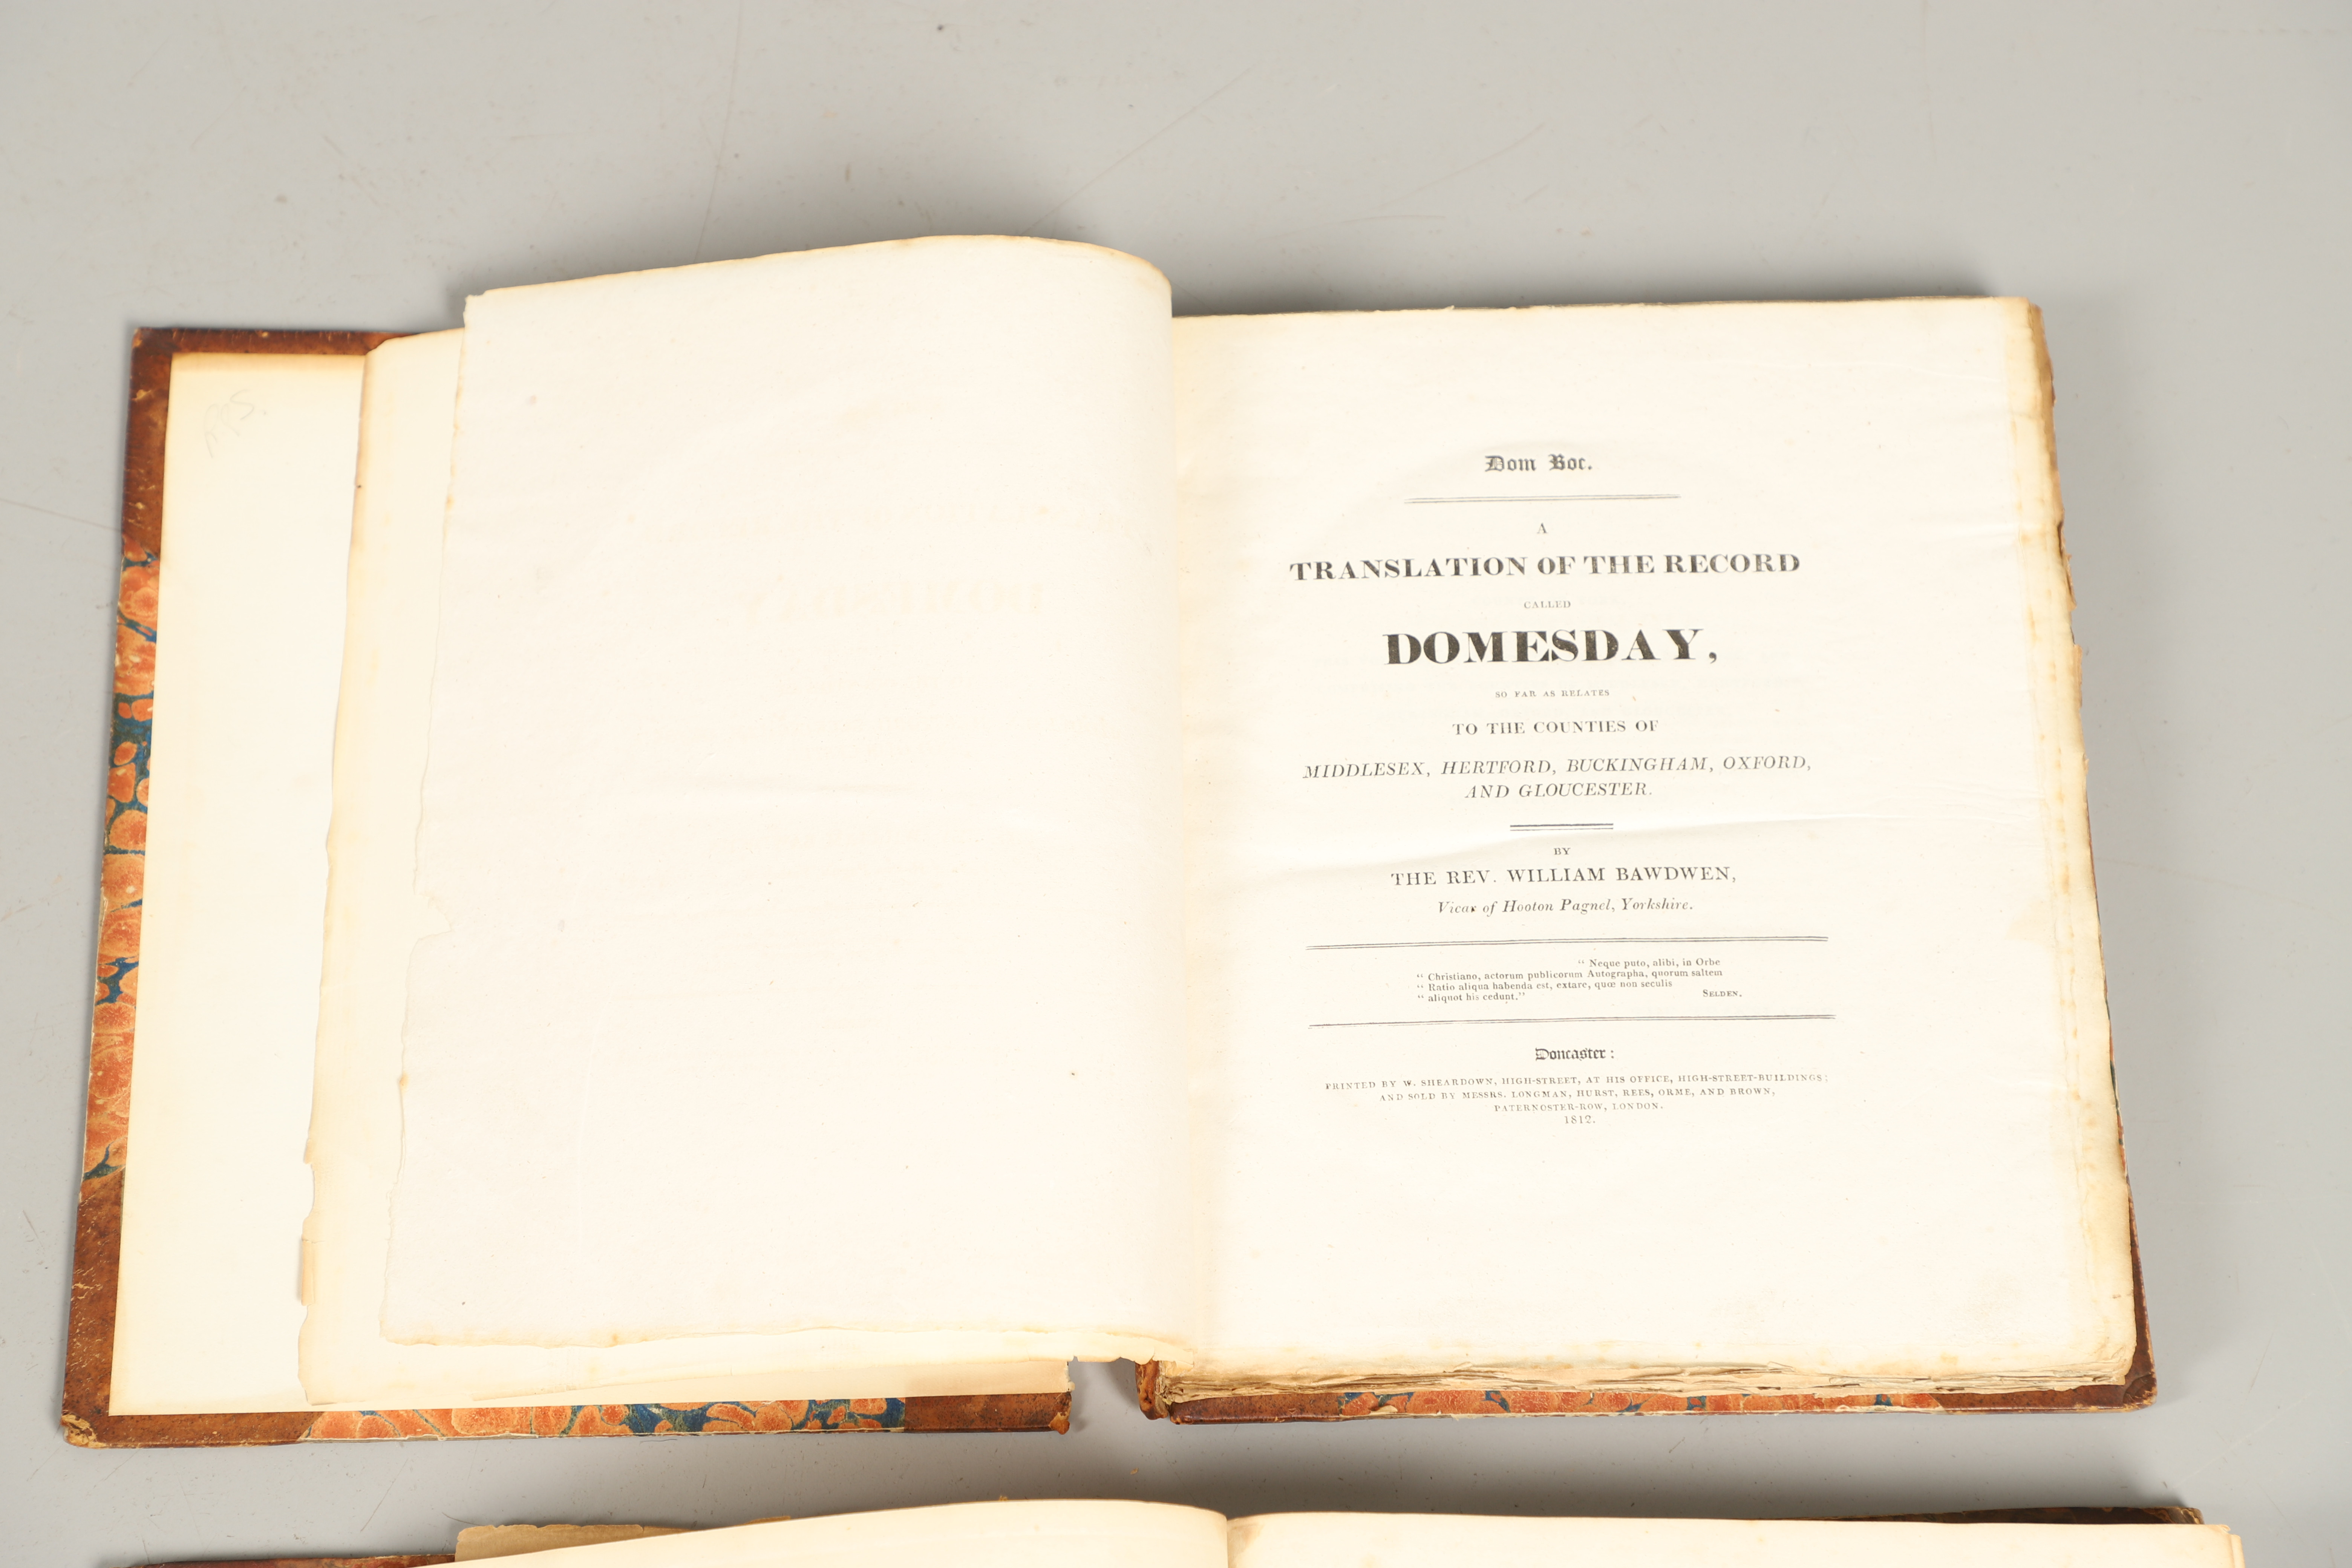 Dom Boc.
A
TRANSLATION OF THE RECORD
CALLED
DOMESDAY,
SO FAR AS RELATES
TO THE COUNTIES OF
MIDDLESEX, HERTFORD, BUCKINGHAM, OXFORD,
AND GLOUCESTER.
BY
THE REV. WILLIAM BAWDWEN,
Vicar of Hooton Pagnel, Yorkshire.
" Neque puto, alibi, in Orbe
" Christiano, actorum publicorum Autographa, quorum saltem
" Ratio aliqua habenda est, extare, quœ non seculis
" aliquot his cedunt."
SELDEN.
Doncaster:
PRINTED BY W. SHEARDOWN, HIGH-STREET, AT HIS OFFICE, HIGH-STREET-BUILDINGS;
AND SOLD BY MESSRS. LONGMAN, HURST, REES, ORME, AND BROWN,
PATERNOSTER-ROW, LONDON.
1812.